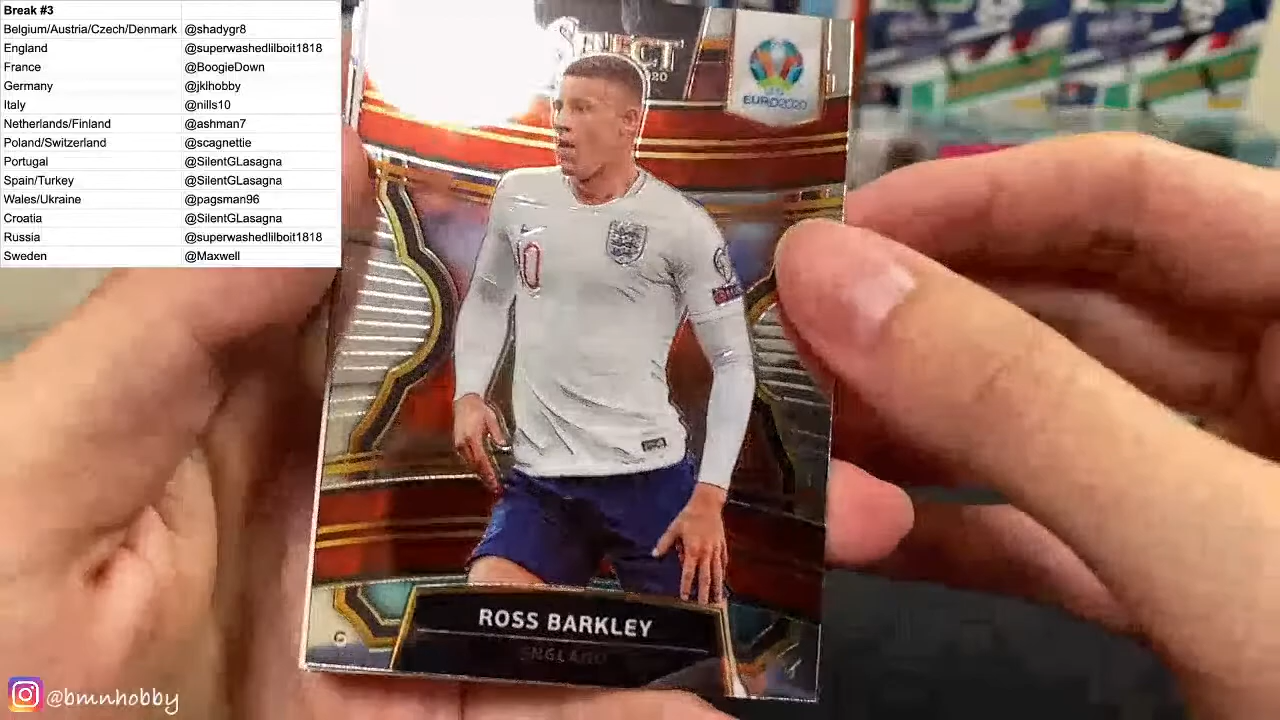 Break #3
Belgium/Austria/Czech/Denmark @shadygr8
England @superwashedlilboit1818
France @BoogieDown
Germany @jklhobby
Italy @nills10
Netherlands/Finland @ashman7
Poland/Switzerland @scagnettie
Portugal @SilentGLasagna
Spain/Turkey @SilentGLasagna
Wales/Ukraine @pagsman96
Croatia @SilentGLasagna
Russia @superwashedlilboit1818
Sweden @Maxwell
SELECT
EURO2020
10
ROSS BARKLEY
ENGLAND
@bmnhobby